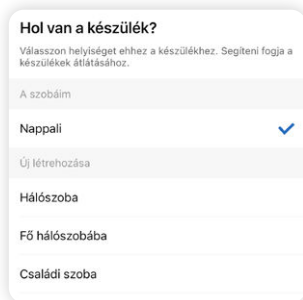 Hol van a készülék?
Válasszon helyiséget ehhez a készülékhez. Segíteni fogja a
készülékek átlátásához.
A szobáim
Nappali
Új létrehozása
Hálószoba
Fő hálószobába
Családi szoba